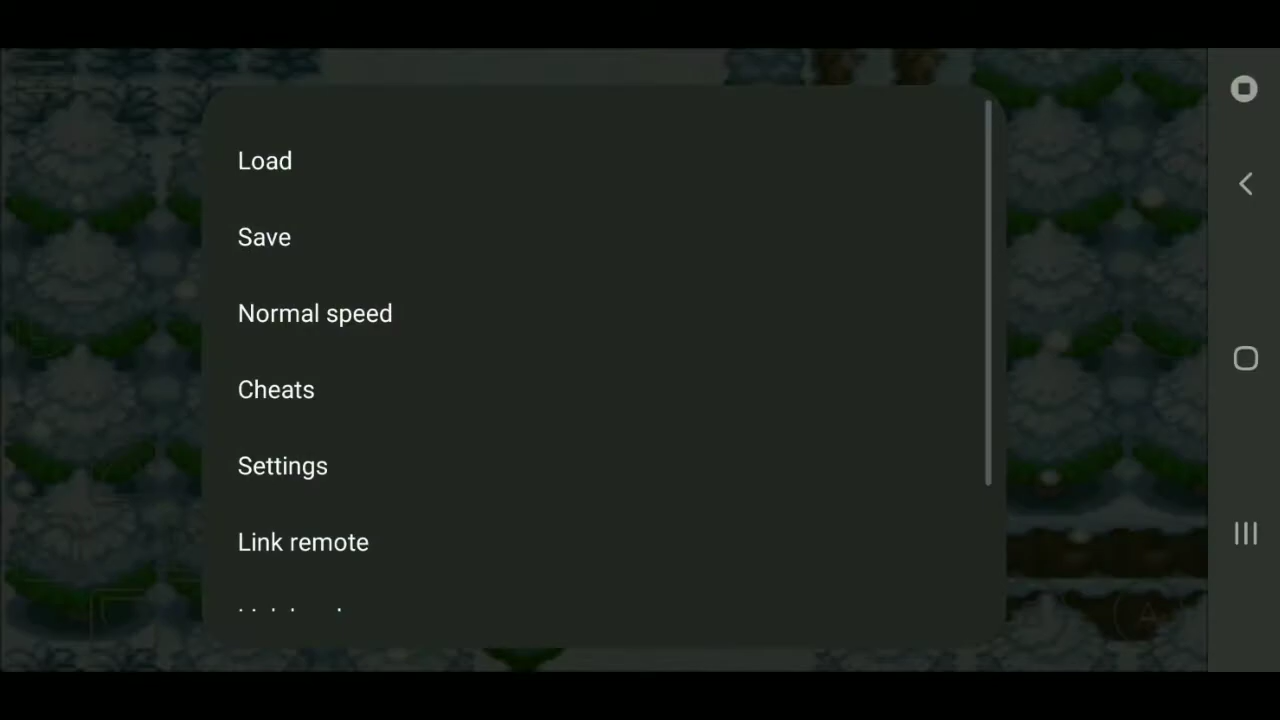 Load
Save
Normal speed
Cheats
Settings
Link remote
A